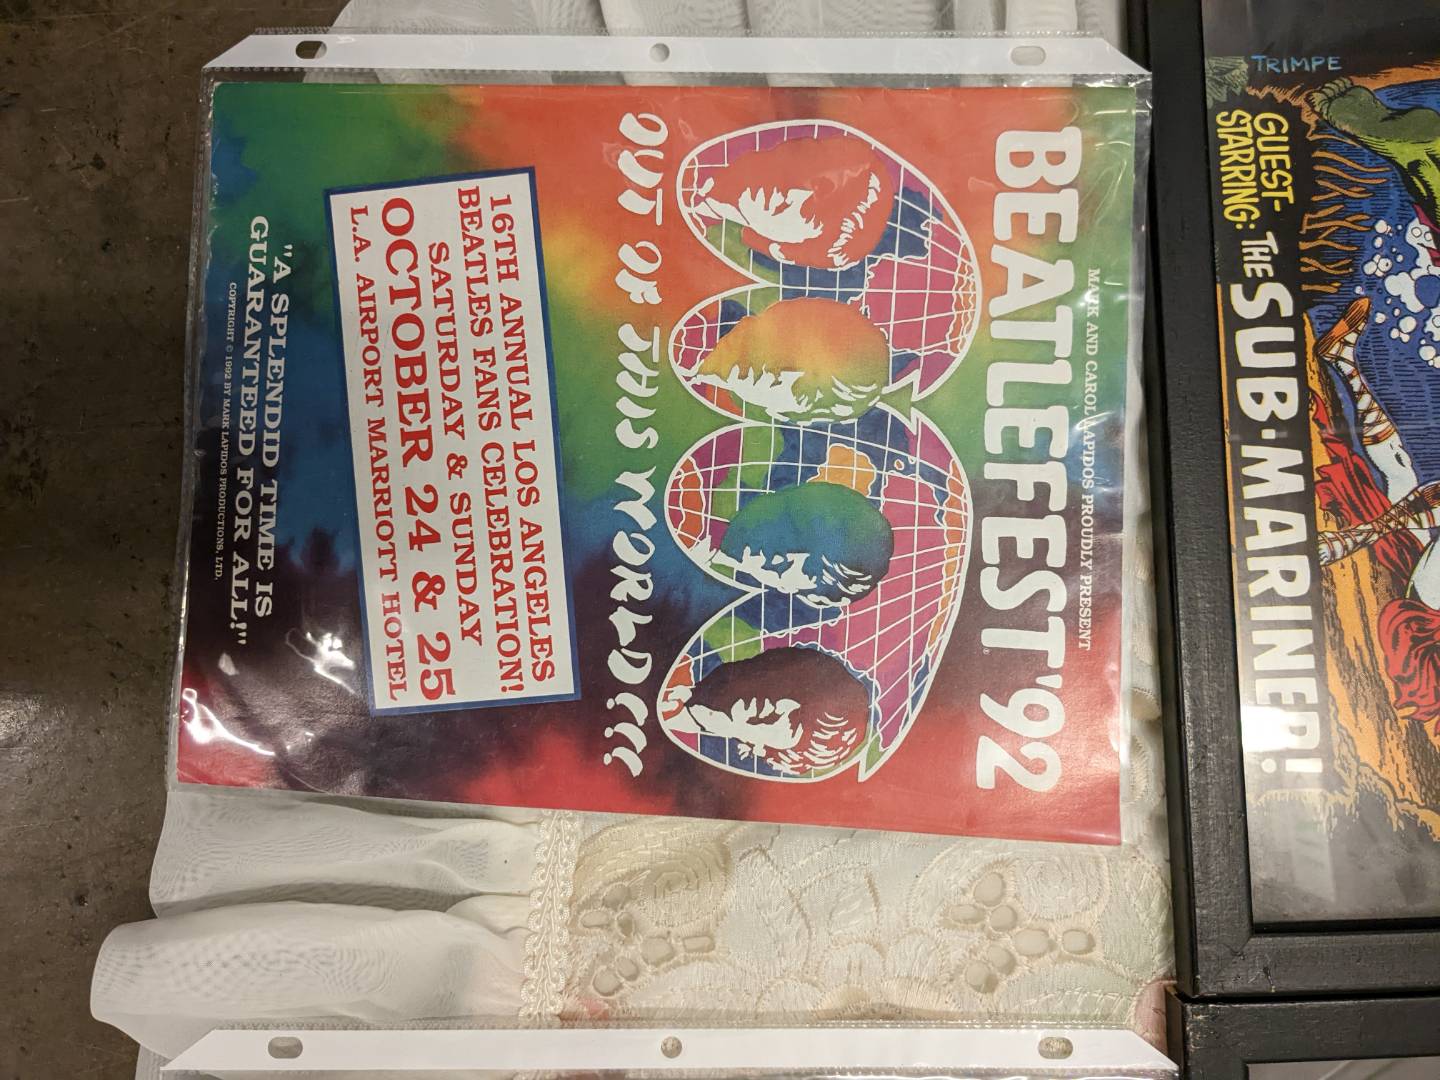 MARK AND CAROL LAPIDOS PROUDLY PRESENT
BEATLEFEST'92
OUT OF THIS WORLD!!!
16TH ANNUAL LOS ANGELES
BEATLES FANS CELEBRATION!
SATURDAY & SUNDAY
OCTOBER 24 & 25
L.A. AIRPORT MARRIOTT HOTEL
"A SPLENDID TIME IS
GUARANTEED FOR ALL!"
COPYRIGHT © 1992 BY MARK LAPIDOS PRODUCTIONS, LTD.
TRIMPE
GUEST-
STARRING: THE SUB-MARINER!